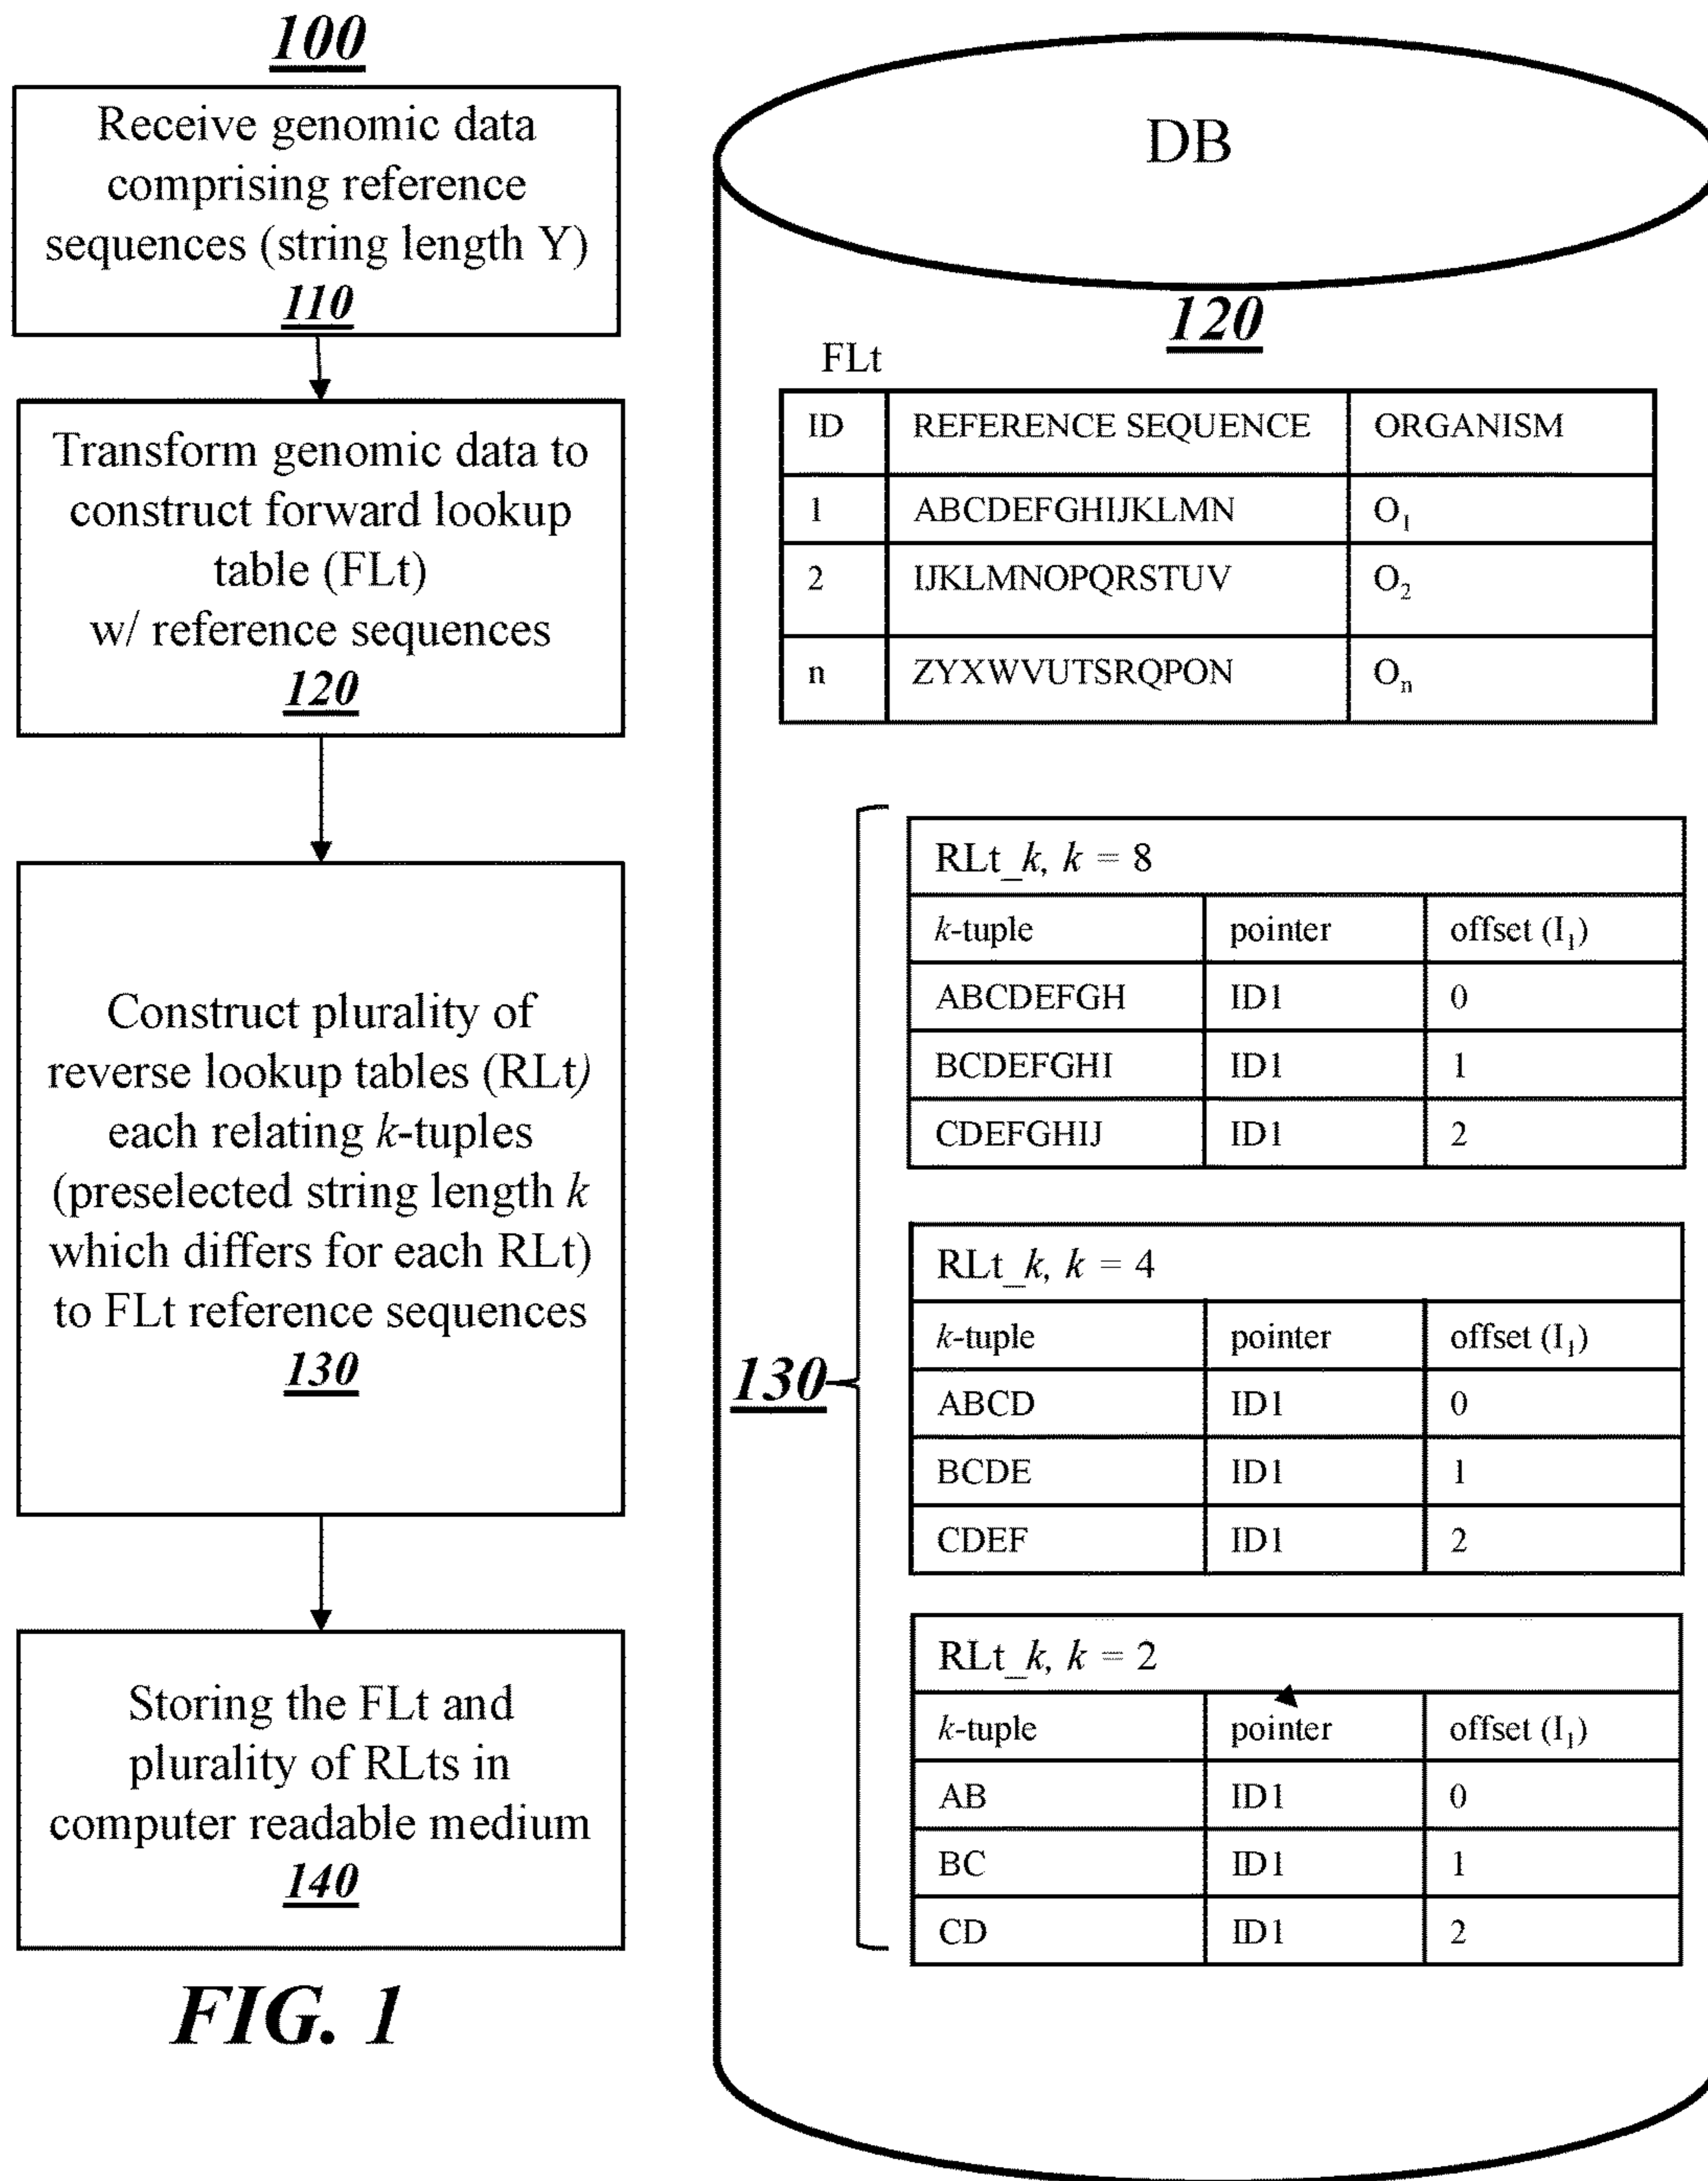 100
Receive genomic data
comprising reference
sequences (string length Y)
110
Transform genomic data to
construct forward lookup
table (FLt)
w/ reference sequences
120
Construct plurality of
reverse lookup tables (RLt)
each relating k-tuples
(preselected string length k
which differs for each RLt)
to FLt reference sequences
130
Storing the FLt and
plurality of RLts in
computer readable medium
140
FIG. 1
DB
120
FLt
ID REFERENCE SEQUENCE ORGANISM
1 ABCDEFGHIJKLMN O1
2 IJKLMNOPQRSTUV O2
n ZYXWVUTSRQPON On
130
RLt_k, k = 8
k-tuple pointer offset (I1)
ABCDEFGH ID1 0
BCDEFGHI ID1 1
CDEFGHIJ ID1 2
RLt_k, k = 4
k-tuple pointer offset (I1)
ABCD ID1 0
BCDE ID1 1
CDEF ID1 2
RLt_k, k = 2
k-tuple pointer offset (I1)
AB ID1 0
BC ID1 1
CD ID1 2